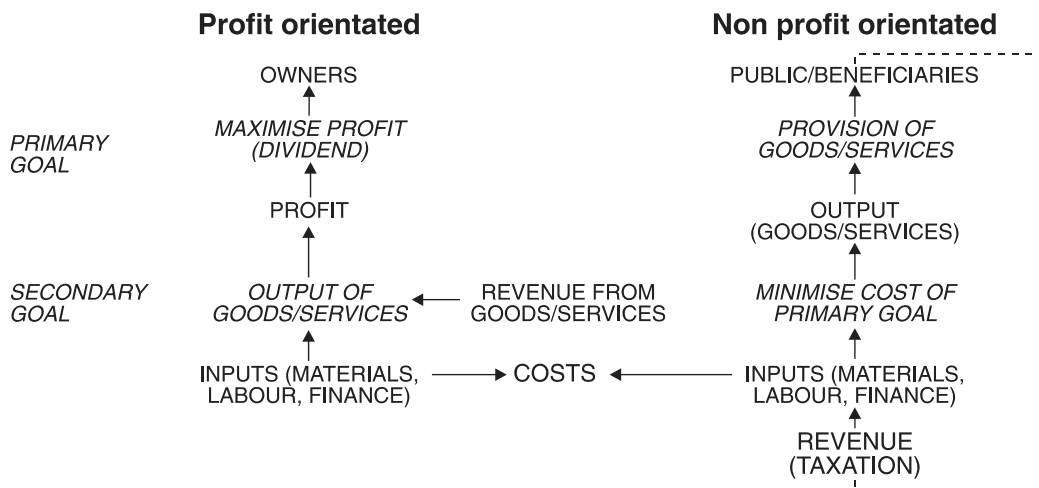 Profit orientated
Non profit orientated
OWNERS
PUBLIC/BENEFICIARIES
PRIMARY
GOAL
MAXIMISE PROFIT
(DIVIDEND)
PROVISION OF
GOODS/SERVICES
PROFIT
OUTPUT
(GOODS/SERVICES)
SECONDARY
GOAL
OUTPUT OF
GOODS/SERVICES
REVENUE FROM
GOODS/SERVICES
MINIMISE COST OF
PRIMARY GOAL
INPUTS (MATERIALS,
LABOUR, FINANCE)
COSTS
INPUTS (MATERIALS,
LABOUR, FINANCE)
REVENUE
(TAXATION)